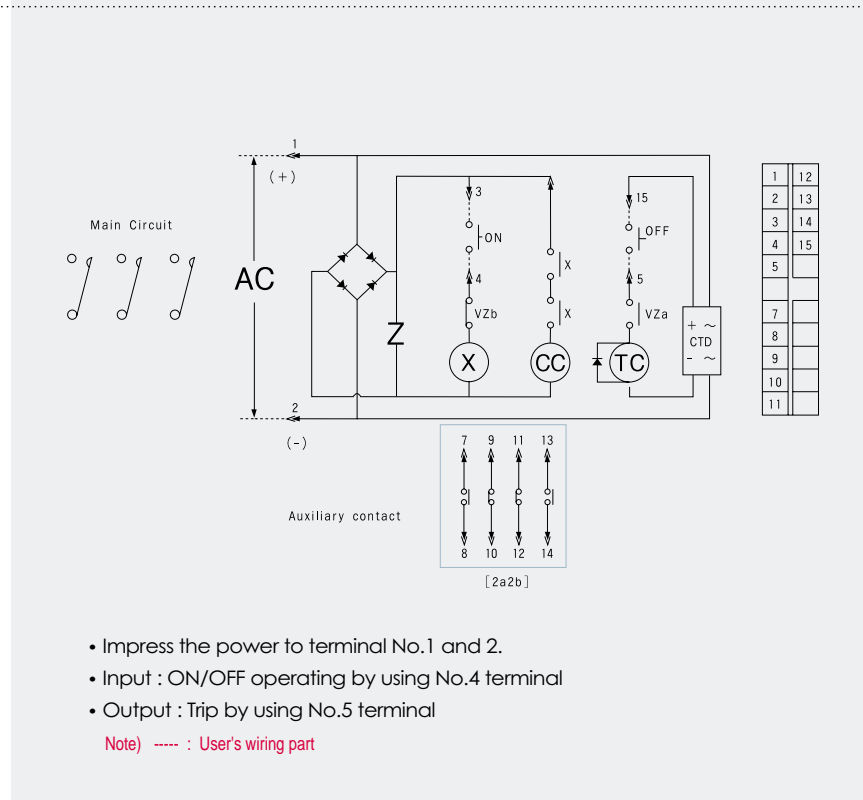 1
(+)
Main Circuit
AC
2
(-)
Z
3
ON
4
VZb
X
X
X
CC
15
OFF
5
VZa
TC
+ ~
CTD
- ~
1 12
2 13
3 14
4 15
5
7
8
9
10
11
7 9 11 13
Auxiliary contact
8 10 12 14
[2a2b]
• Impress the power to terminal No.1 and 2.
• Input : ON/OFF operating by using No.4 terminal
• Output : Trip by using No.5 terminal
Note) ----- : User's wiring part